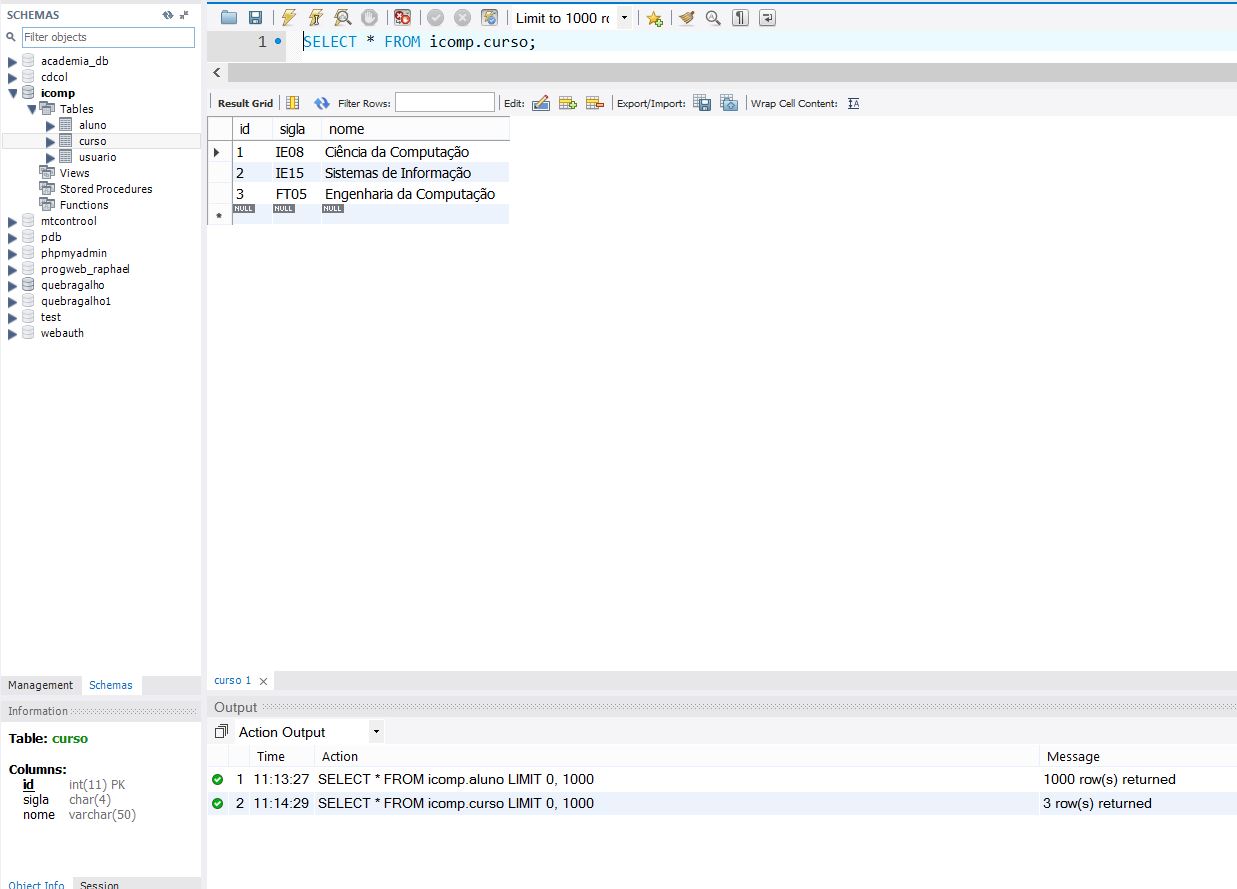 SCHEMAS
Filter objects
academia_db
cdcol
icomp
Tables
aluno
curso
usuario
Views
Stored Procedures
Functions
mtcontrool
pdb
phpmyadmin
progweb_raphael
quebragalho
quebragalho1
test
webauth
Management Schemas
Information
Table: curso
Columns:
id int(11) PK
sigla char(4)
nome varchar(50)
Object Info Session
Limit to 1000 rc
1 SELECT * FROM icomp.curso;
Result Grid Filter Rows: Edit: Export/Import: Wrap Cell Content:
id sigla nome
1 IE08 Ciência da Computação
2 IE15 Sistemas de Informação
3 FT05 Engenharia da Computação
NULL NULL NULL
curso 1
Output
Action Output
Time Action Message
1 11:13:27 SELECT * FROM icomp.aluno LIMIT 0, 1000 1000 row(s) returned
2 11:14:29 SELECT * FROM icomp.curso LIMIT 0, 1000 3 row(s) returned